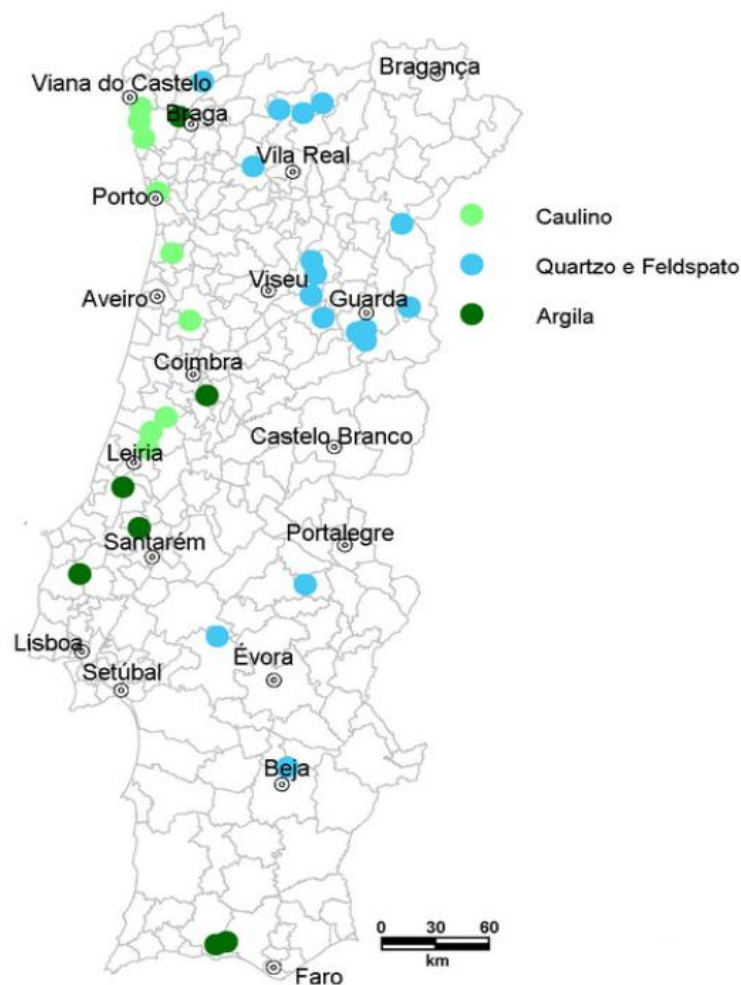 Bragança
Viana do Castelo
Braga
Vila Real
Porto
Caulino
Quartzo e Feldspato
Viseu
Aveiro
Guarda
Argila
Coimbra
Castelo Branco
Leiria
Portalegre
Santarém
Lisboa
Évora
Setúbal
Beja
0 30 60
km
Faro